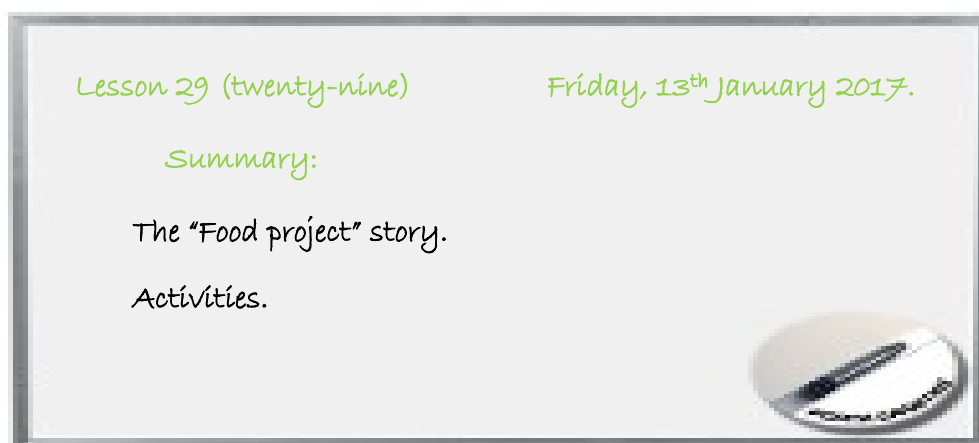 Lesson 29 (twenty-nine) Friday, 13th January 2017.
Summary:
The “Food project” story.
Activities.